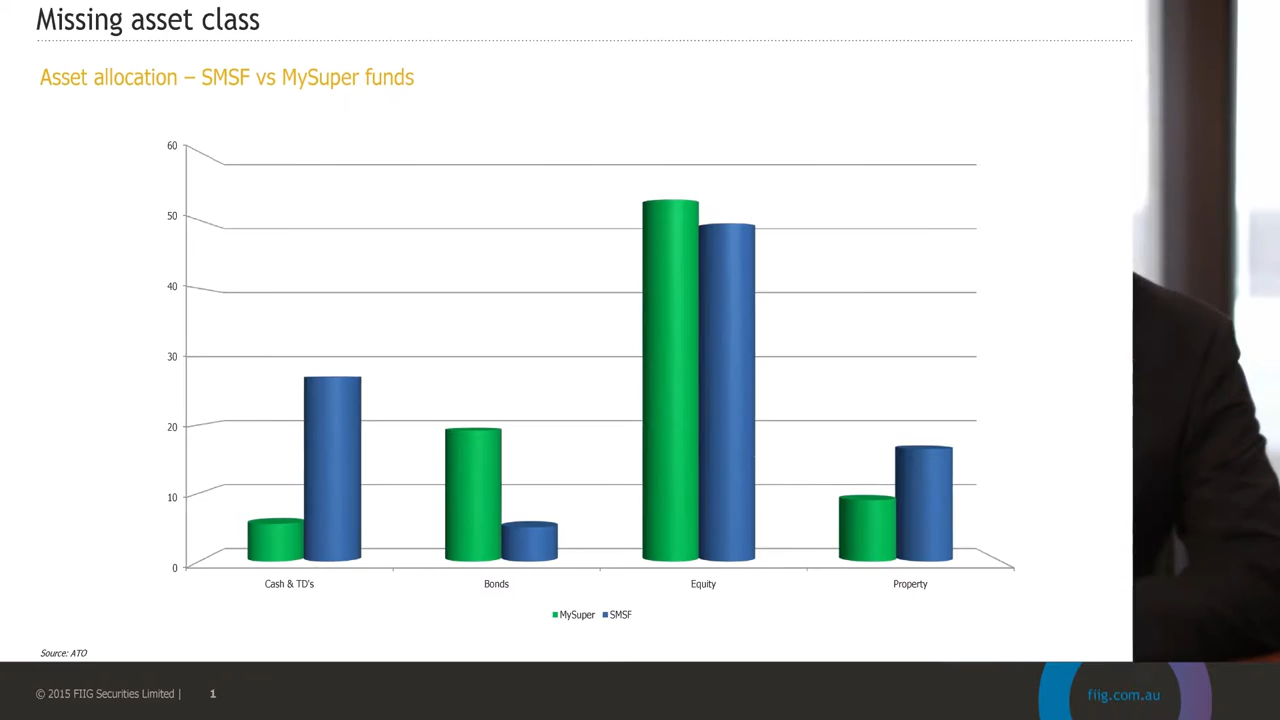 Missing asset class
Asset allocation – SMSF vs MySuper funds
60
50
40
30
20
10
0
Cash & TD's
Bonds
Equity
Property
MySuper
SMSF
Source: ATO
© 2015 FIIG Securities Limited |
1
fiig.com.au